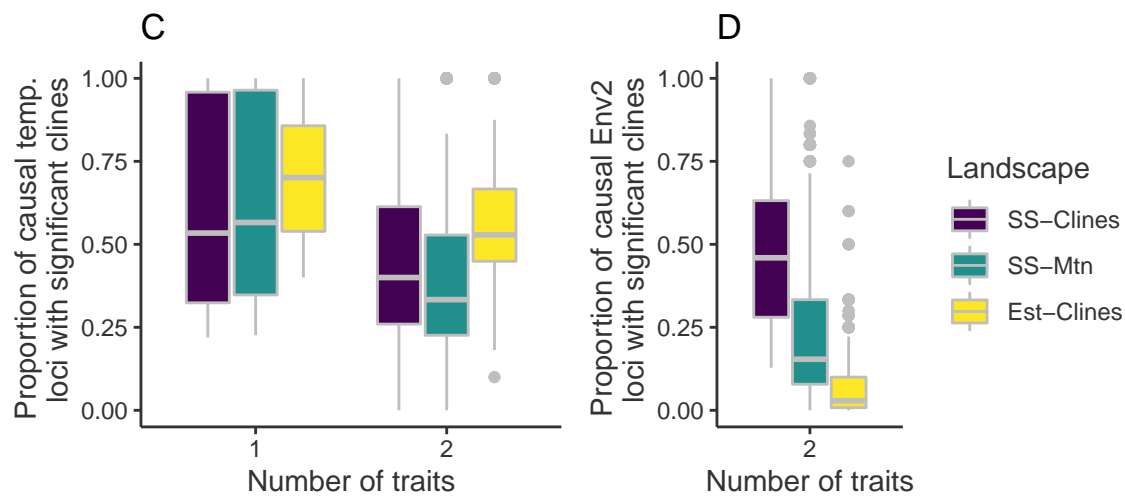 C
Proportion of causal temp.
loci with significant clines
1.00
0.75
0.50
0.25
0.00
1
2
Number of traits
D
Proportion of causal Env2
loci with significant clines
1.00
0.75
0.50
0.25
0.00
2
Number of traits
Landscape
SS−Clines
SS−Mtn
Est−Clines